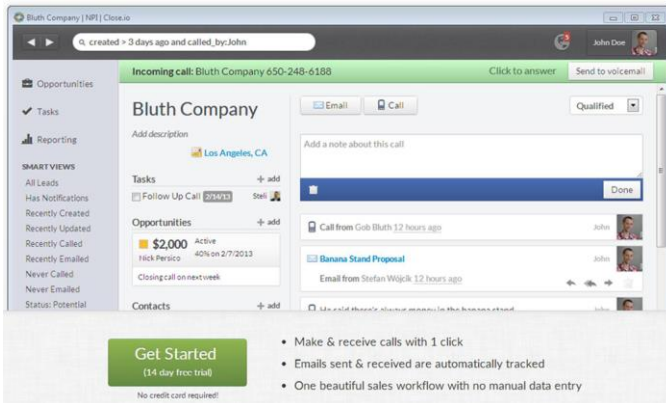 Bluth Company | NPI | Close.io
created > 3 days ago and called_by:John
John Doe
Incoming call: Bluth Company 650-248-6188
Click to answer
Send to voicemail
Opportunities
Tasks
Reporting
SMART VIEWS
All Leads
Has Notifications
Recently Created
Recently Updated
Recently Called
Recently Emailed
Never Called
Never Emailed
Status: Potential
Bluth Company
Add description
Los Angeles, CA
Tasks + add
Follow Up Call 2/14/13 Steli
Opportunities + add
$2,000 Active
Nick Persico 40% on 2/7/2013
Closing call on next week
Contacts + add
Email
Call
Qualified
Add a note about this call
Done
Call from Gob Bluth 12 hours ago John
Banana Stand Proposal John
Email from Stefan Wójcik 12 hours ago
He said there's always money in the banana stand John
Get Started
(14 day free trial)
No credit card required!
• Make & receive calls with 1 click
• Emails sent & received are automatically tracked
• One beautiful sales workflow with no manual data entry